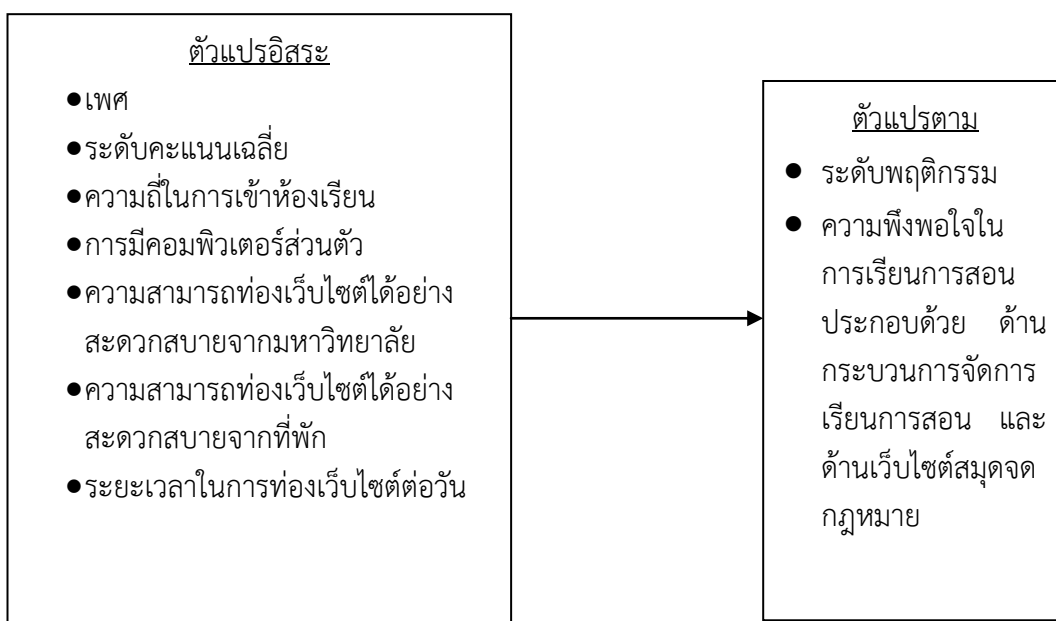 ตัวแปรอิสระ
●เพศ
●ระดับคะแนนเฉลี่ย
●ความถี่ในการเข้าห้องเรียน
●การมีคอมพิวเตอร์ส่วนตัว
●ความสามารถท่องเว็บไซต์ได้อย่าง
สะดวกสบายจากมหาวิทยาลัย
●ความสามารถท่องเว็บไซต์ได้อย่าง
สะดวกสบายจากที่พัก
●ระยะเวลาในการท่องเว็บไซต์ต่อวัน
ตัวแปรตาม
● ระดับพฤติกรรม
● ความพึงพอใจใน
การเรียนการสอน
ประกอบด้วย ด้าน
กระบวนการจัดการ
เรียนการสอน และ
ด้านเว็บไซต์สมุดจด
กฎหมาย